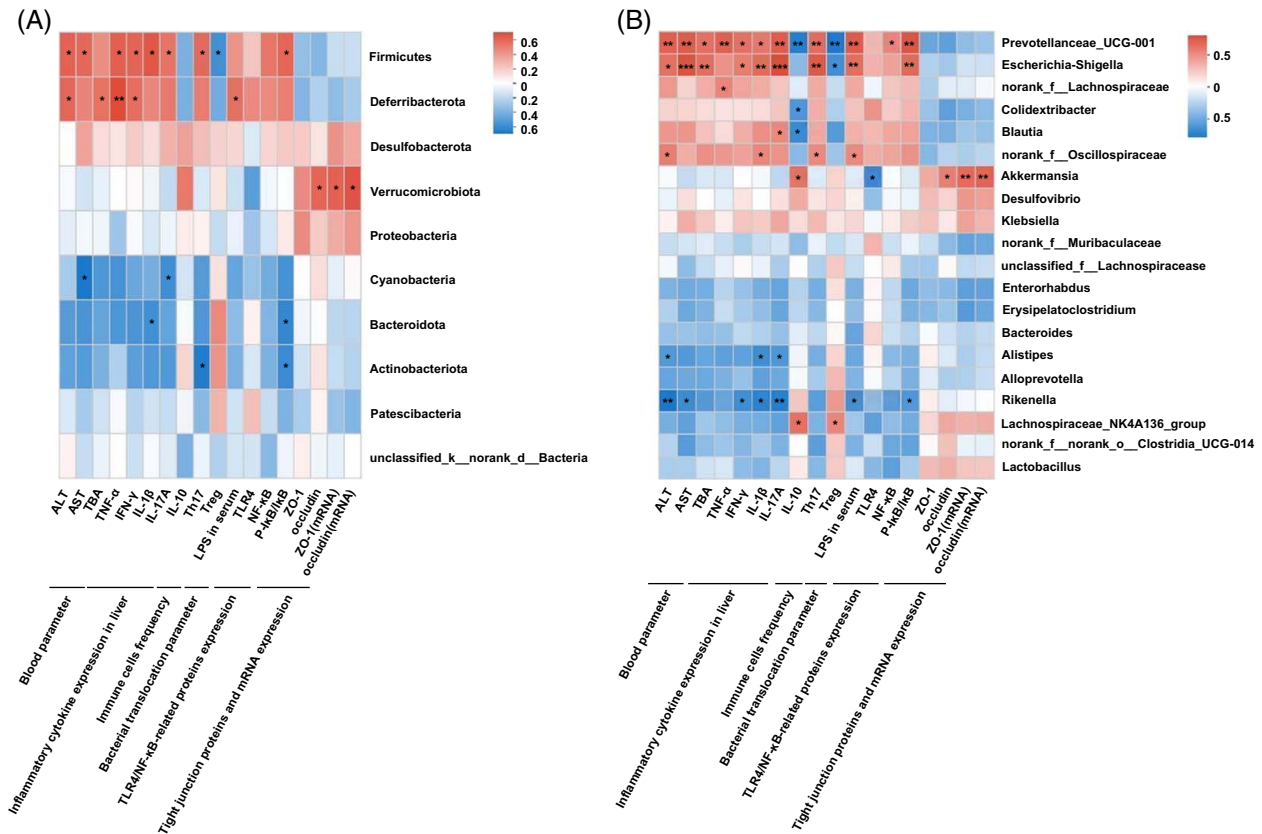 (A)
(B)
* * * * * * * * * *
Firmicutes
* * ** * *
Deferribacterota
Desulfobacterota
* * *
Verrucomicrobiota
Proteobacteria
* *
Cyanobacteria
* *
Bacteroidota
* *
Actinobacteriota
Patescibacteria
unclassified_k__norank_d__Bacteria
0.6
0.4
0.2
0
0.2
0.4
0.6
ALT
AST
TBA
TNF-α
IFN-γ
IL-1β
IL-17A
IL-10
Th17
Treg
LPS in serum
TLR4
NF-κB
P-IκB/IκB
ZO-1
occludin
ZO-1(mRNA)
occludin(mRNA)
Blood parameter
Inflammatory cytokine expression in liver
Immune cells frequency
Bacterial translocation parameter
TLR4/NF-κB-related proteins expression
Tight junction proteins and mRNA expression
** ** * ** * * ** ** ** ** ** * **
Prevotellanceae_UCG-001
* *** ** * ** *** ** * ** **
Escherichia-Shigella
*
norank_f__Lachnospiraceae
*
Colidextribacter
* *
Blautia
* * * *
norank_f__Oscillospiraceae
* * * ** **
Akkermansia
Desulfovibrio
Klebsiella
norank_f__Muribaculaceae
unclassified_f__Lachnospiracease
Enterorhabdus
Erysipelatoclostridium
Bacteroides
* * *
Alistipes
Alloprevotella
** * * * ** * *
Rikenella
* *
Lachnospiraceae_NK4A136_group
norank_f__norank_o__Clostridia_UCG-014
Lactobacillus
0.5
0
0.5
ALT
AST
TBA
TNF-α
IFN-γ
IL-1β
IL-17A
IL-10
Th17
Treg
LPS in serum
TLR4
NF-κB
P-IκB/IκB
ZO-1
occludin
ZO-1(mRNA)
occludin(mRNA)
Blood parameter
Inflammatory cytokine expression in liver
Immune cells frequency
Bacterial translocation parameter
TLR4/NF-κB-related proteins expression
Tight junction proteins and mRNA expression